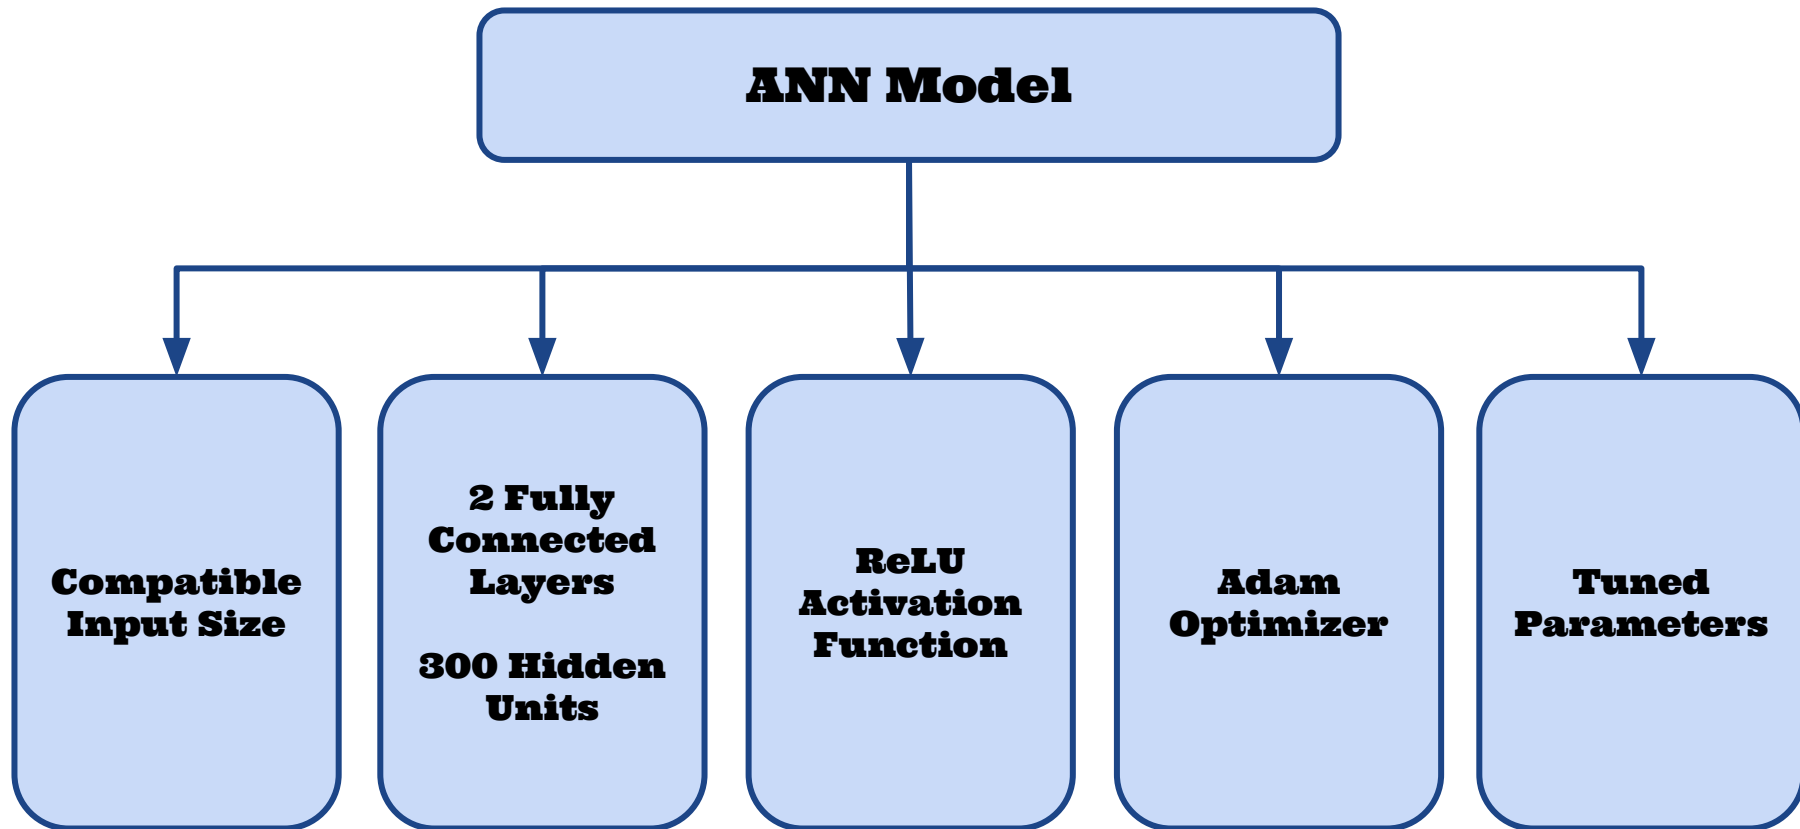 ANN Model
Compatible
Input Size
2 Fully
Connected
Layers
300 Hidden
Units
ReLU
Activation
Function
Adam
Optimizer
Tuned
Parameters